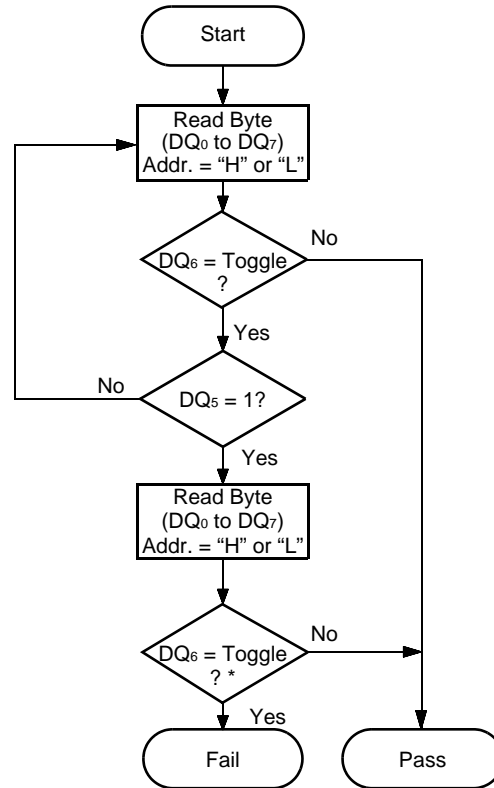 Start
Read Byte
(DQ0 to DQ7)
Addr. = “H” or “L”
No
DQ6 = Toggle
?
Yes
No
DQ5 = 1?
Yes
Read Byte
(DQ0 to DQ7)
Addr. = “H” or “L”
No
DQ6 = Toggle
? *
Yes
Fail
Pass